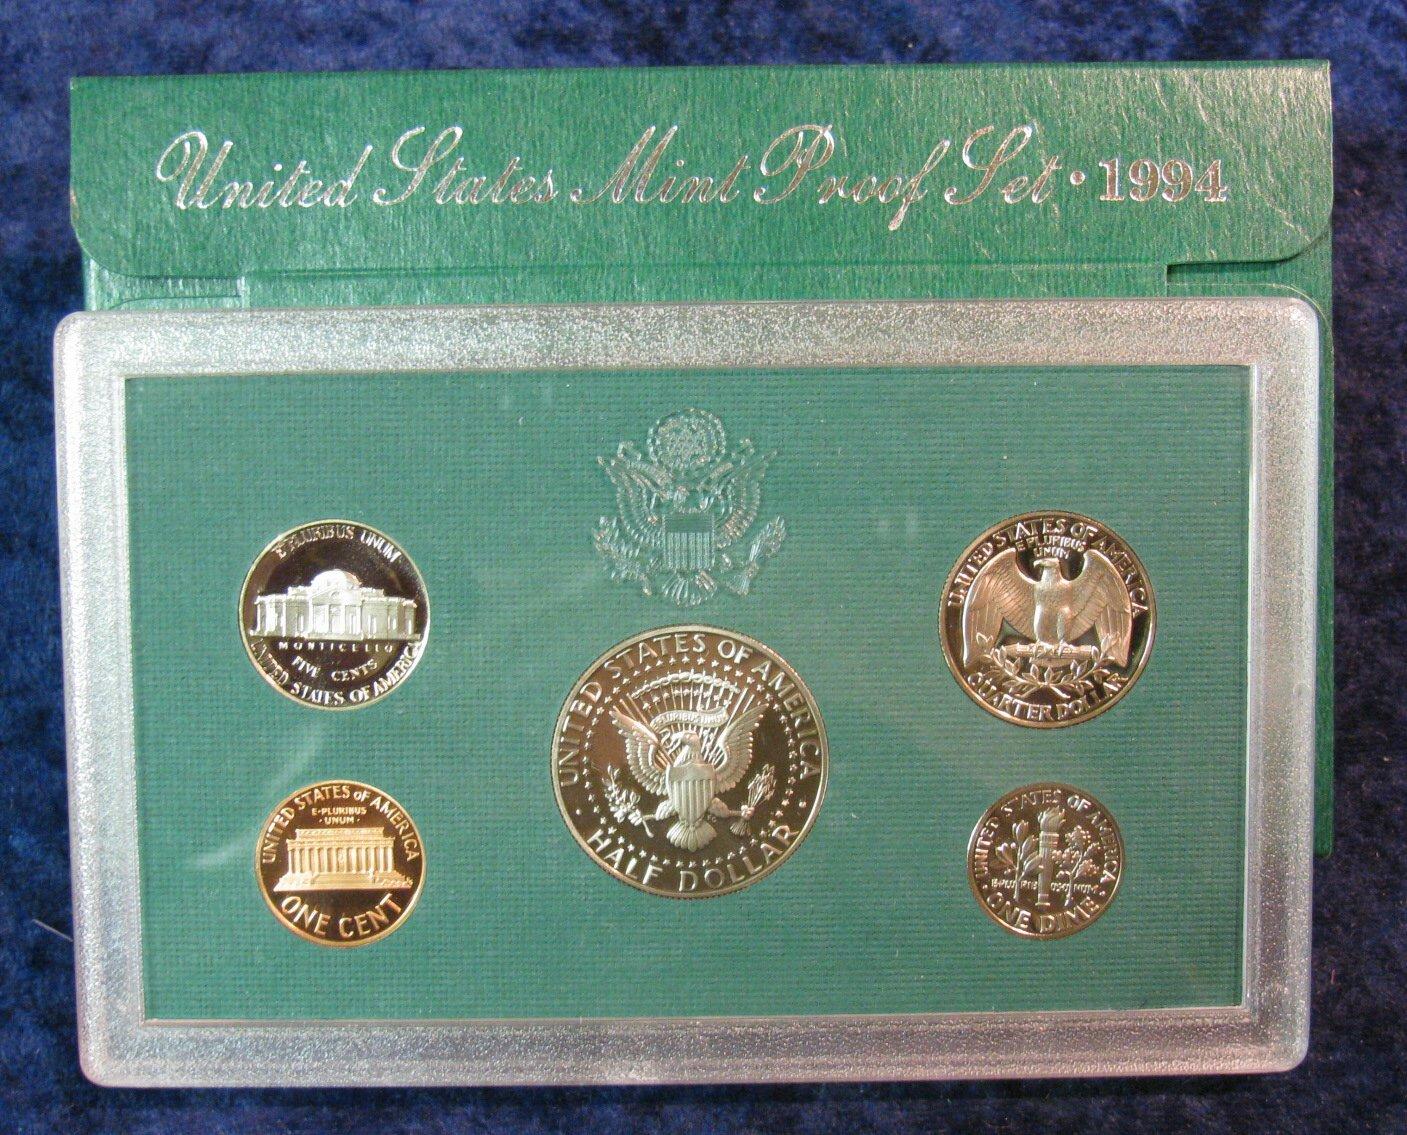 United States Mint Proof Set · 1994
E PLURIBUS UNUM
MONTICELLO
FIVE CENTS
UNITED STATES OF AMERICA
UNITED STATES OF AMERICA
E PLURIBUS
UNUM
QUARTER DOLLAR
UNITED STATES OF AMERICA
E PLURIBUS UNUM
HALF DOLLAR
UNITED STATES OF AMERICA
E·PLURIBUS
·UNUM·
ONE CENT
UNITED STATES OF AMERICA
E·PLURIBUS UNUM
ONE DIME